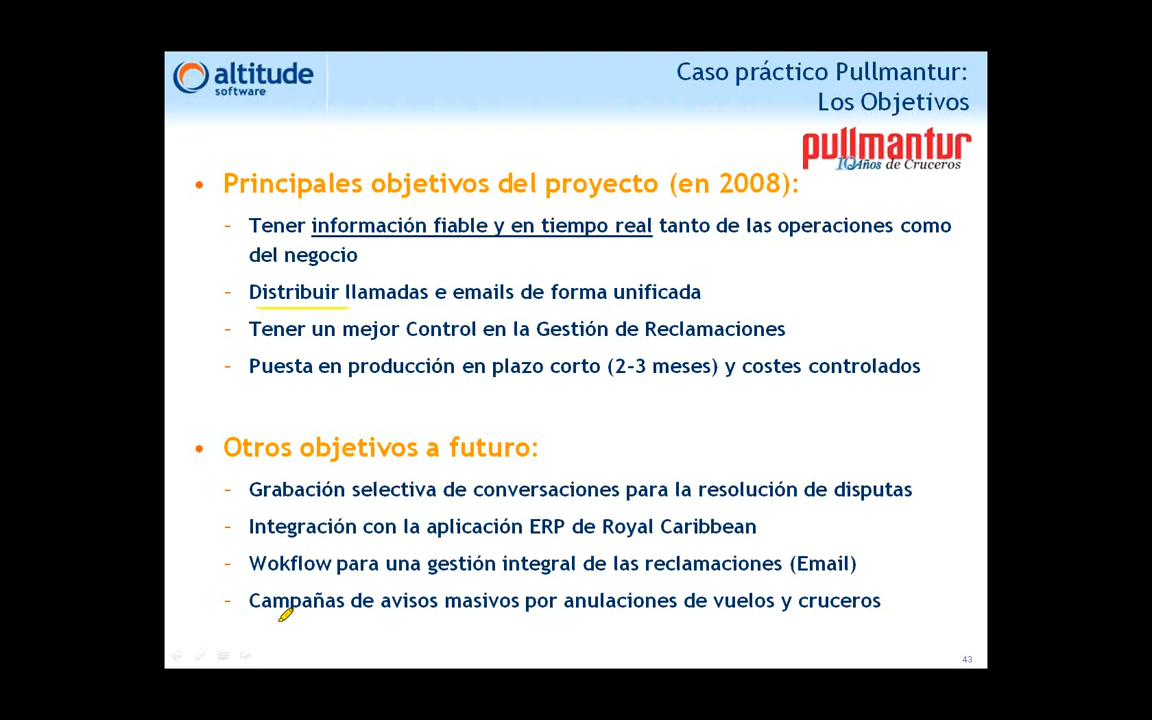 altitude
software
Caso práctico Pullmantur:
Los Objetivos
pullmantur
10 Años de Cruceros
• Principales objetivos del proyecto (en 2008):
– Tener información fiable y en tiempo real tanto de las operaciones como
del negocio
– Distribuir llamadas e emails de forma unificada
– Tener un mejor Control en la Gestión de Reclamaciones
– Puesta en producción en plazo corto (2-3 meses) y costes controlados
• Otros objetivos a futuro:
– Grabación selectiva de conversaciones para la resolución de disputas
– Integración con la aplicación ERP de Royal Caribbean
– Wokflow para una gestión integral de las reclamaciones (Email)
– Campañas de avisos masivos por anulaciones de vuelos y cruceros
43